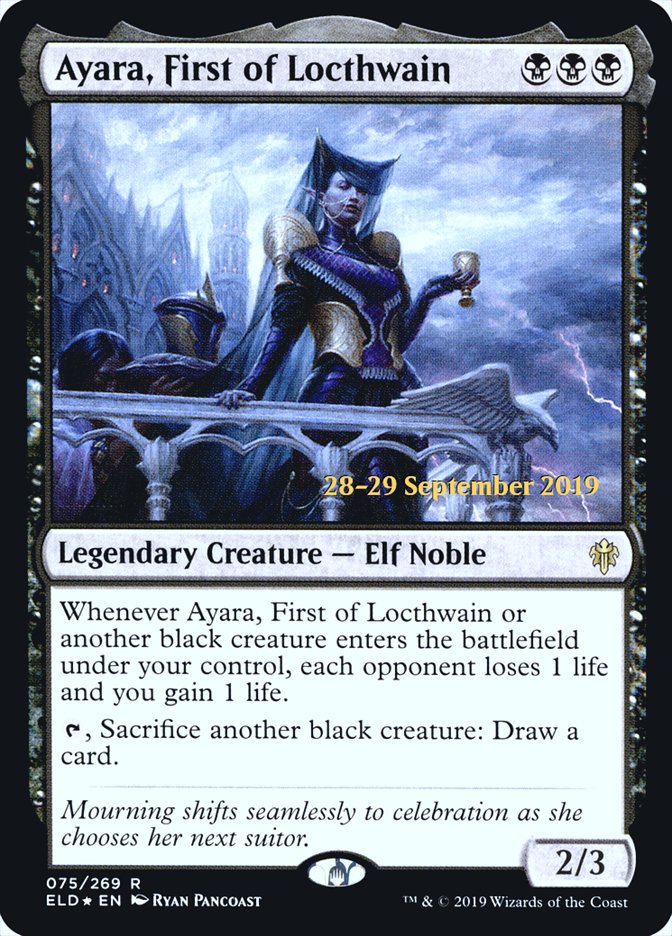 Ayara, First of Locthwain
28-29 September 2019
Legendary Creature — Elf Noble
Whenever Ayara, First of Locthwain or
another black creature enters the battlefield
under your control, each opponent loses 1 life
and you gain 1 life.
, Sacrifice another black creature: Draw a
card.
Mourning shifts seamlessly to celebration as she
chooses her next suitor.
2/3
075/269 R
ELD★EN Ryan Pancoast
™ & © 2019 Wizards of the Coast